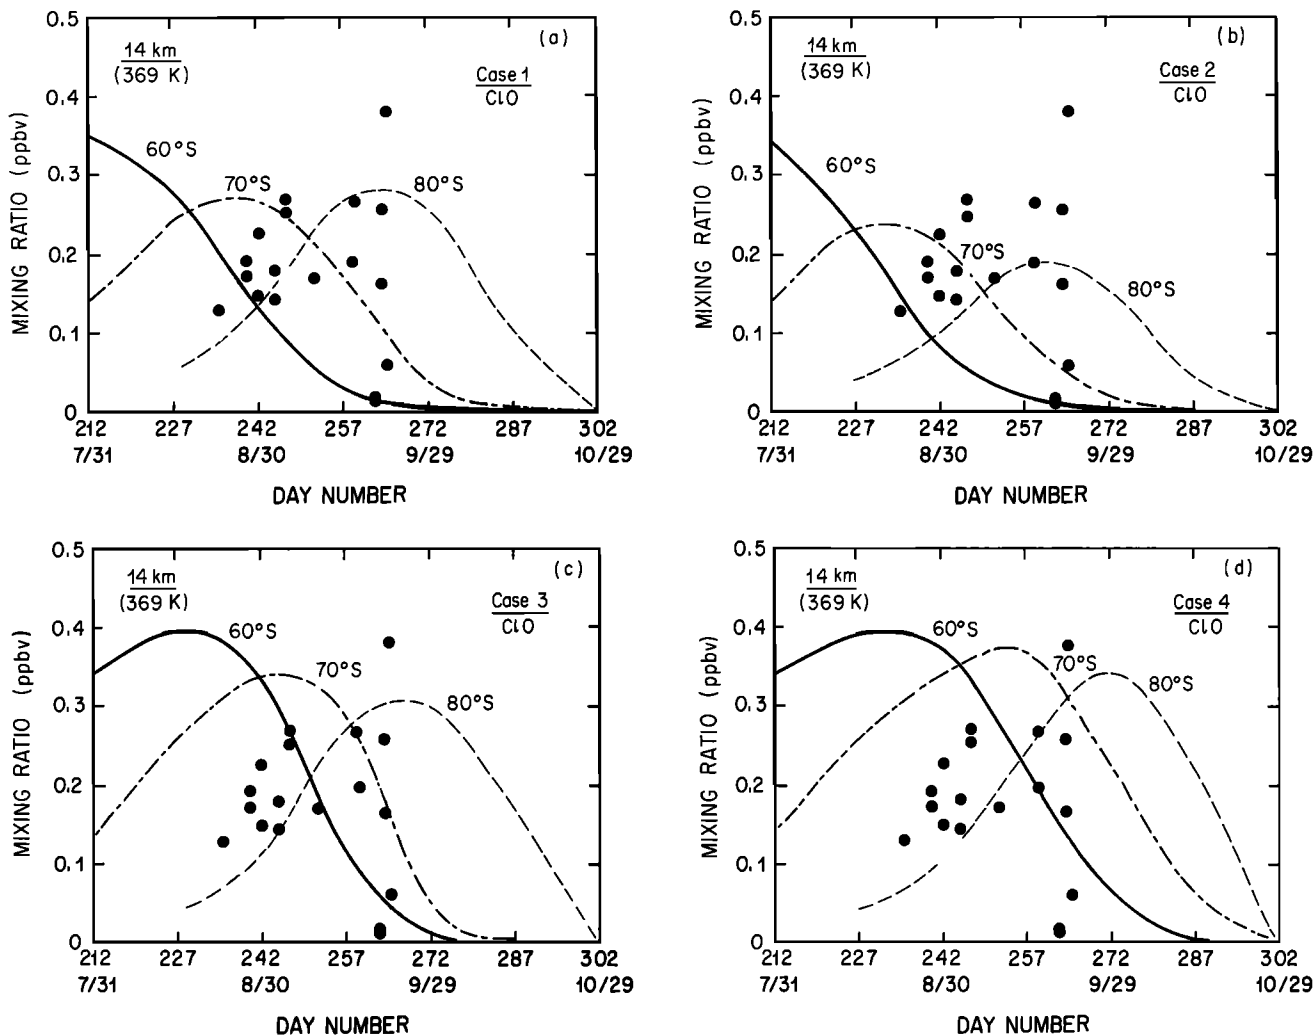 (a)
14 km
(369 K)
Case 1
ClO
60°S
70°S
80°S
MIXING RATIO (ppbv)
0.5
0.4
0.3
0.2
0.1
0
212 227 242 257 272 287 302
7/31 8/30 9/29 10/29
DAY NUMBER
(b)
14 km
(369 K)
Case 2
ClO
60°S
70°S
80°S
MIXING RATIO (ppbv)
0.5
0.4
0.3
0.2
0.1
0
212 227 242 257 272 287 302
7/31 8/30 9/29 10/29
DAY NUMBER
(c)
14 km
(369 K)
Case 3
ClO
60°S
70°S
80°S
MIXING RATIO (ppbv)
0.5
0.4
0.3
0.2
0.1
0
212 227 242 257 272 287 302
7/31 8/30 9/29 10/29
DAY NUMBER
(d)
14 km
(369 K)
Case 4
ClO
60°S
70°S
80°S
MIXING RATIO (ppbv)
0.5
0.4
0.3
0.2
0.1
0
212 227 242 257 272 287 302
7/31 8/30 9/29 10/29
DAY NUMBER